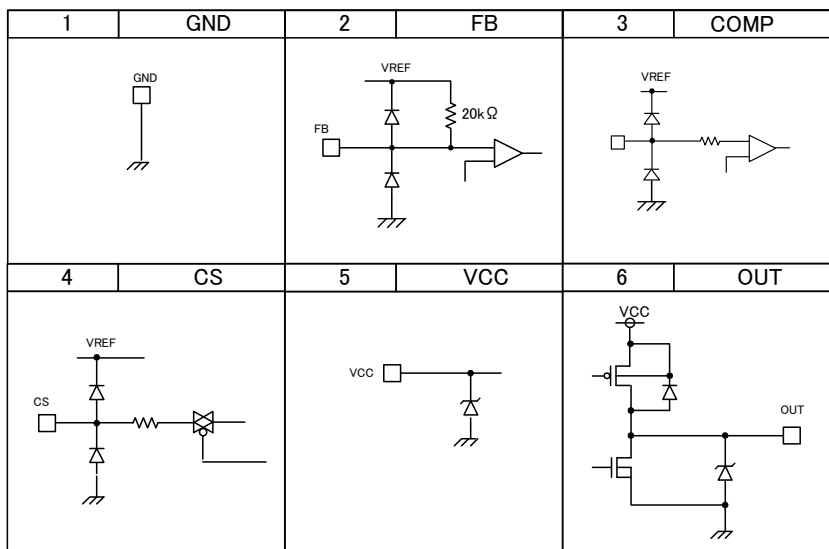 1 GND 2 FB 3 COMP
GND
VREF
20kΩ
FB
VREF
4 CS 5 VCC 6 OUT
VREF
CS
VCC
VCC
OUT